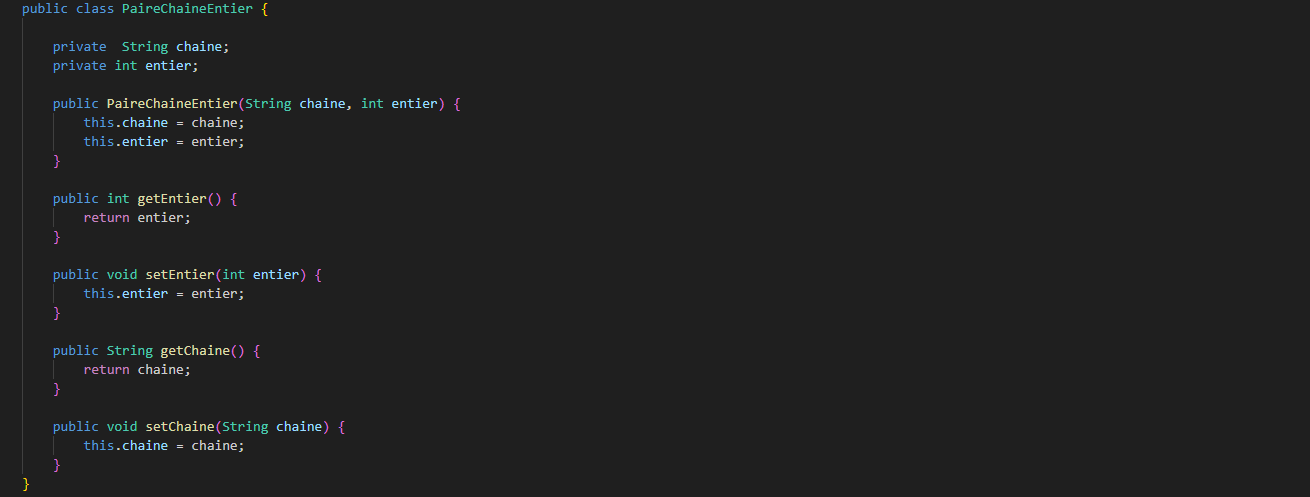 public class PaireChaineEntier {
private  String chaine;
private int entier;
public PaireChaineEntier(String chaine, int entier) {
this.chaine = chaine;
this.entier = entier;
}
public int getEntier() {
return entier;
}
public void setEntier(int entier) {
this.entier = entier;
}
public String getChaine() {
return chaine;
}
public void setChaine(String chaine) {
this.chaine = chaine;
}
}